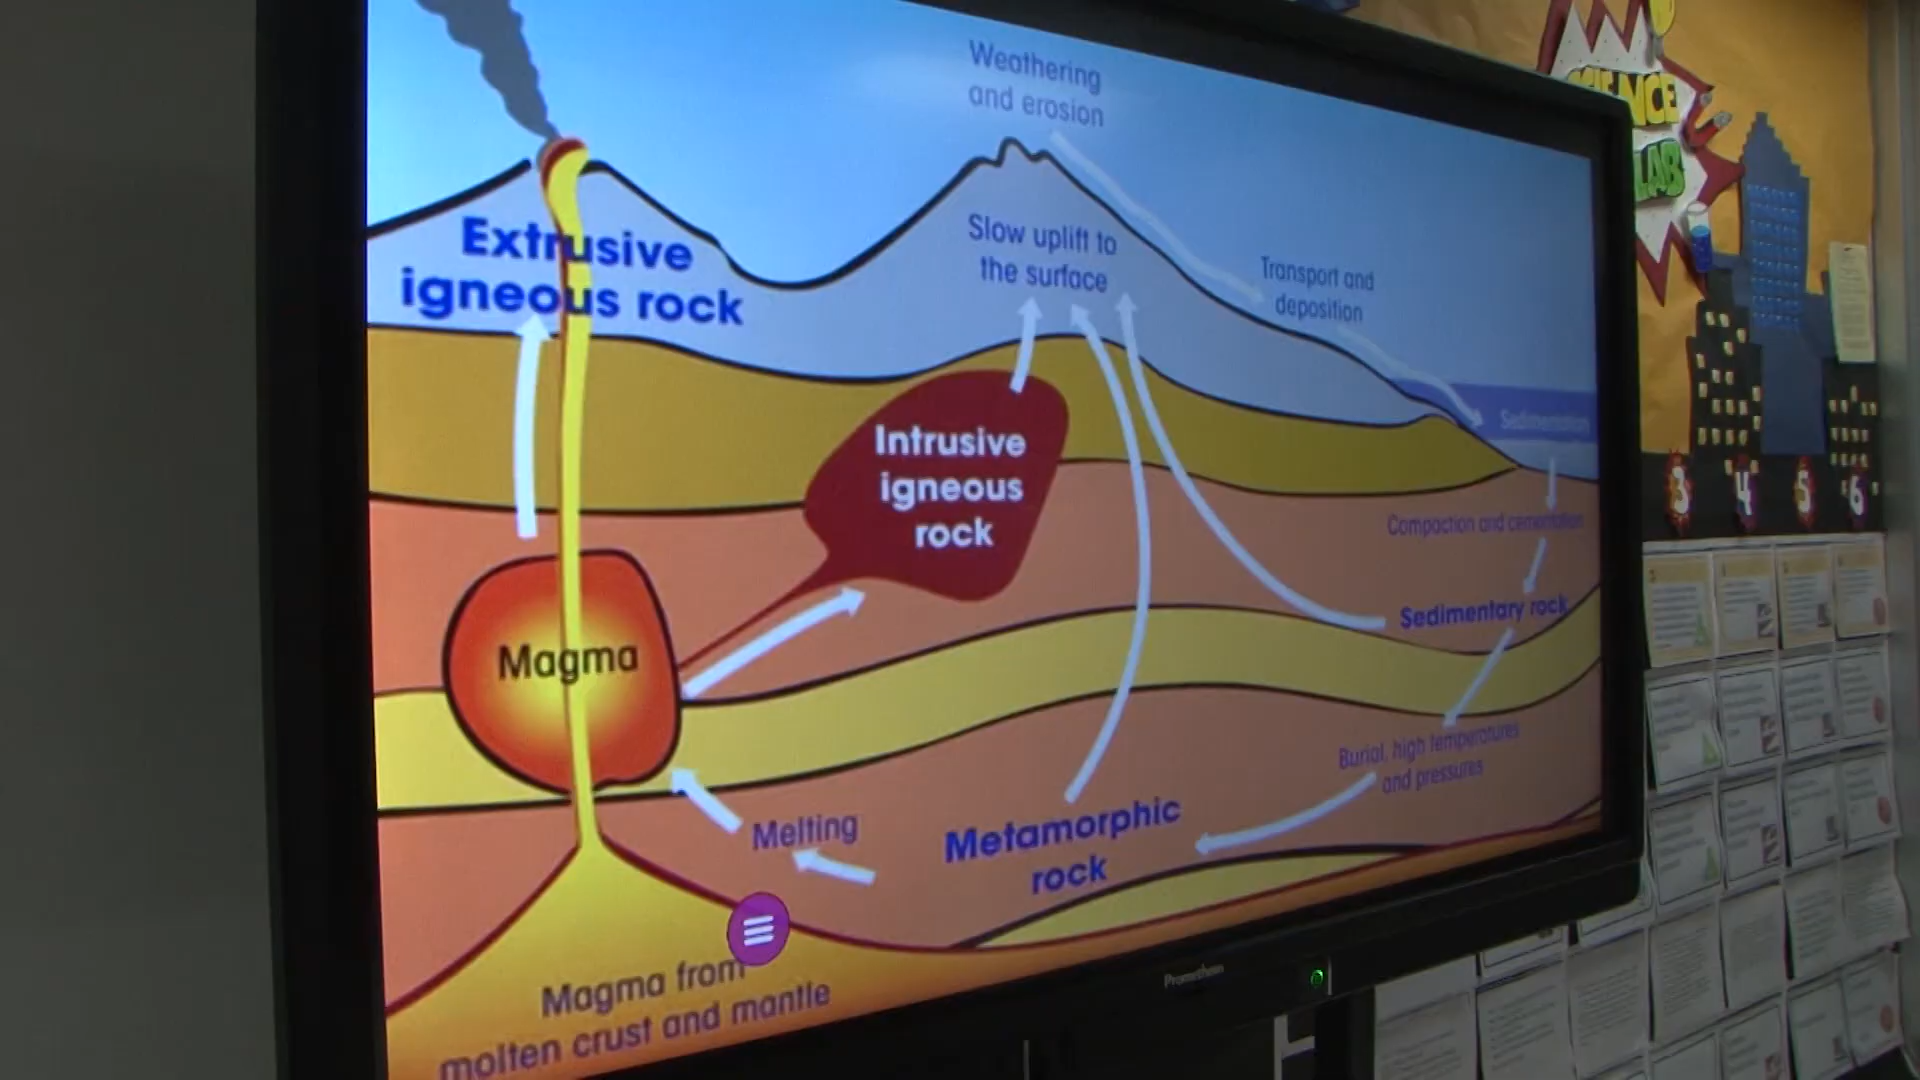 Weathering
and erosion
SCIENCE
LAB
Extrusive
igneous rock
Slow uplift to
the surface
Transport and
deposition
Sedimentation
Intrusive
igneous
rock
3 4 5 6
Compaction and cementation
Sedimentary rock
Magma
Burial, high temperatures
and pressures
Melting
Metamorphic
rock
Magma from
molten crust and mantle
Promethean